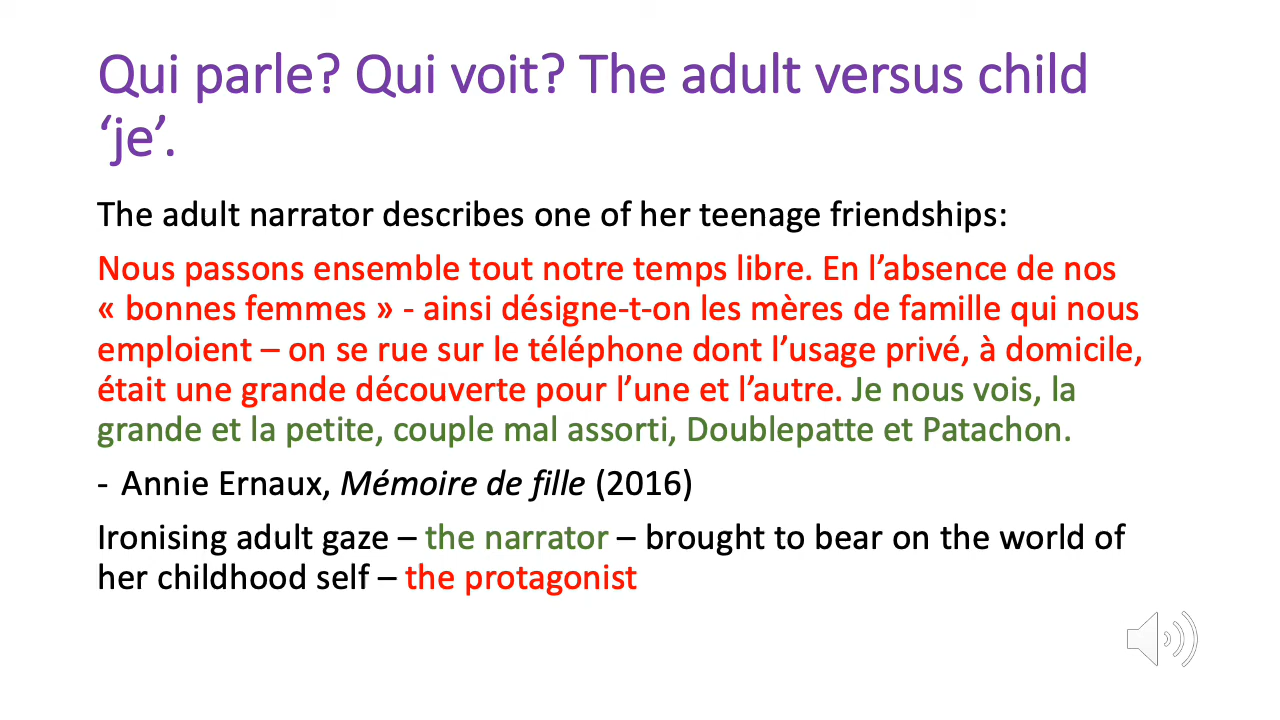 Qui parle? Qui voit? The adult versus child
‘je’.
The adult narrator describes one of her teenage friendships:
Nous passons ensemble tout notre temps libre. En l’absence de nos
« bonnes femmes » - ainsi désigne-t-on les mères de famille qui nous
emploient – on se rue sur le téléphone dont l’usage privé, à domicile,
était une grande découverte pour l’une et l’autre. Je nous vois, la
grande et la petite, couple mal assorti, Doublepatte et Patachon.
- Annie Ernaux, Mémoire de fille (2016)
Ironising adult gaze – the narrator – brought to bear on the world of
her childhood self – the protagonist